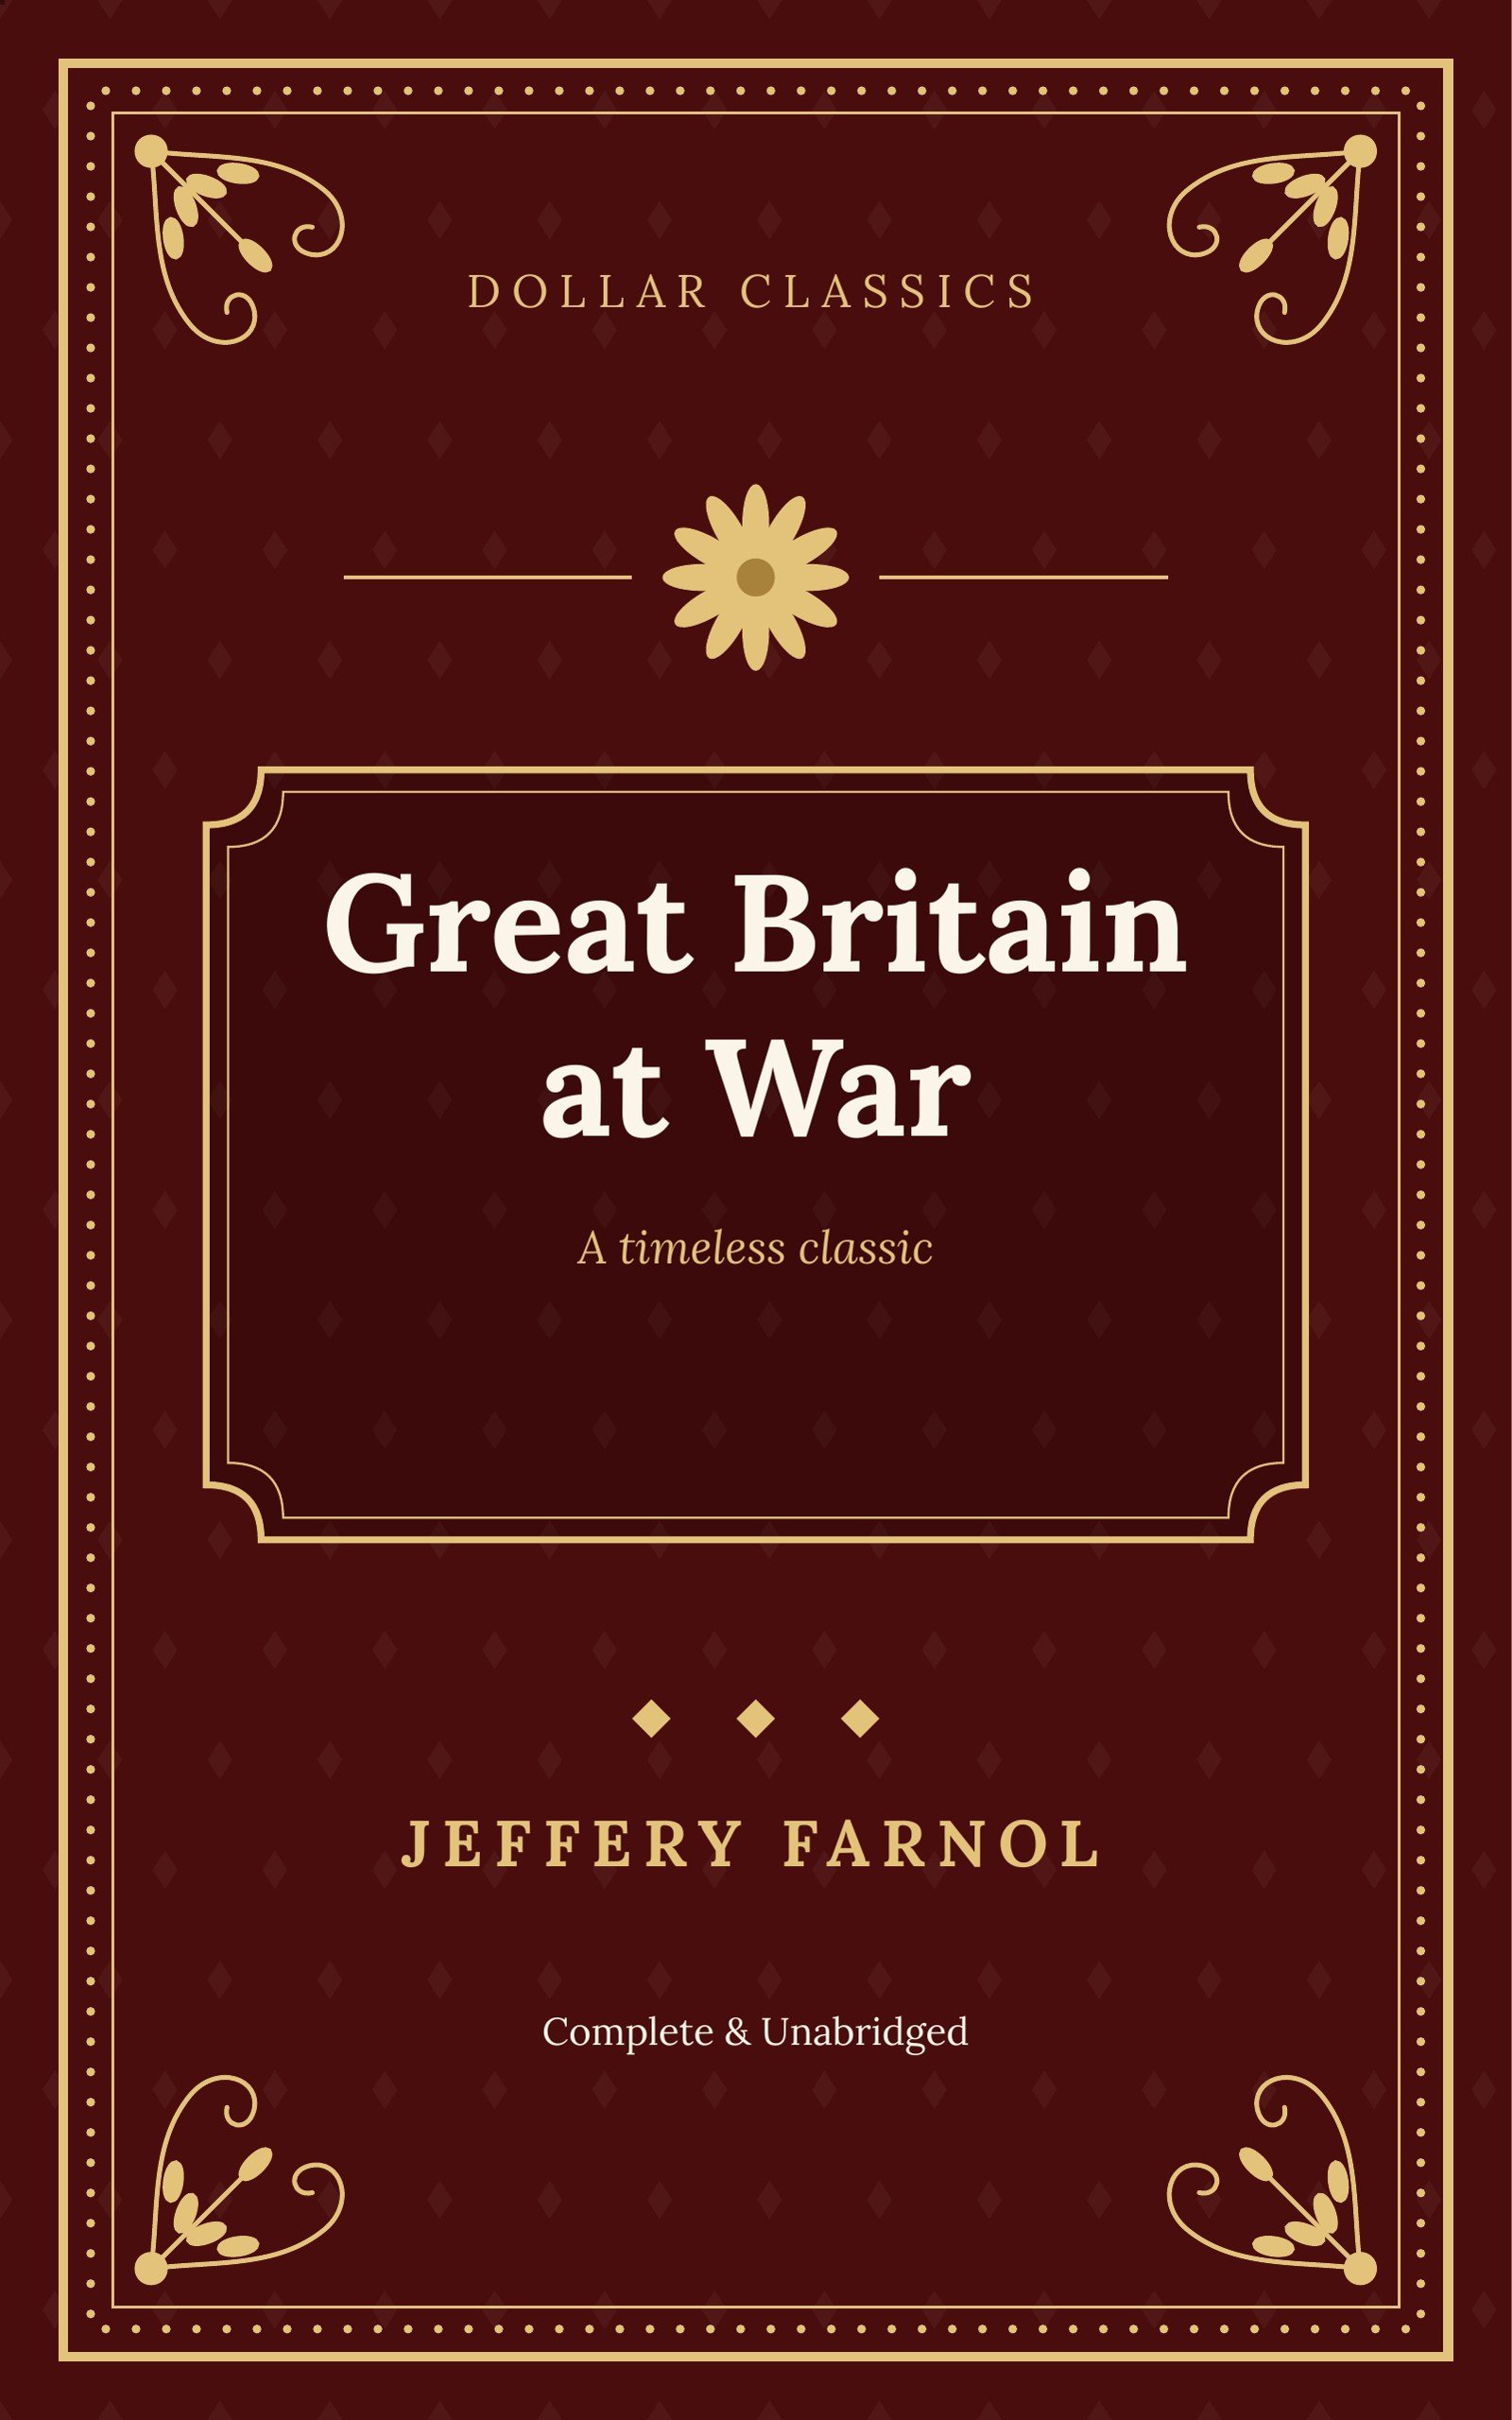 DOLLAR CLASSICS
Great Britain
at War
A timeless classic
JEFFERY FARNOL
Complete & Unabridged